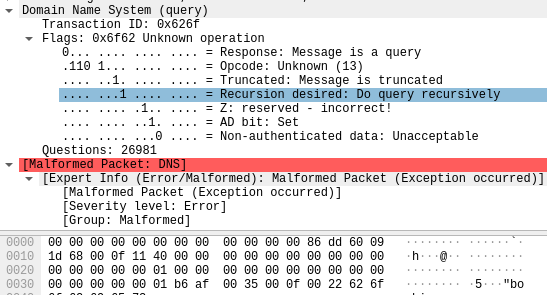 Domain Name System (query)
Transaction ID: 0x626f
Flags: 0x6f62 Unknown operation
0... .... .... .... = Response: Message is a query
.110 1... .... .... = Opcode: Unknown (13)
.... ..1. .... .... = Truncated: Message is truncated
.... ...1 .... .... = Recursion desired: Do query recursively
.... .... .1.. .... = Z: reserved - incorrect!
.... .... ..1. .... = AD bit: Set
.... .... ...0 .... = Non-authenticated data: Unacceptable
Questions: 26981
[Malformed Packet: DNS]
[Expert Info (Error/Malformed): Malformed Packet (Exception occurred)]
[Malformed Packet (Exception occurred)]
[Severity level: Error]
[Group: Malformed]
0000 00 00 00 00 00 00 00 00 00 00 00 00 86 dd 60 09 ········ ······`·
0010 1d 68 00 0f 11 40 00 00 00 00 00 00 00 00 00 00 ·h···@·· ········
0020 00 00 00 00 00 01 00 00 00 00 00 00 00 00 00 00 ········ ········
0030 00 00 00 00 00 01 b6 af 00 35 00 0f 00 22 62 6f ········ ·5···"bo